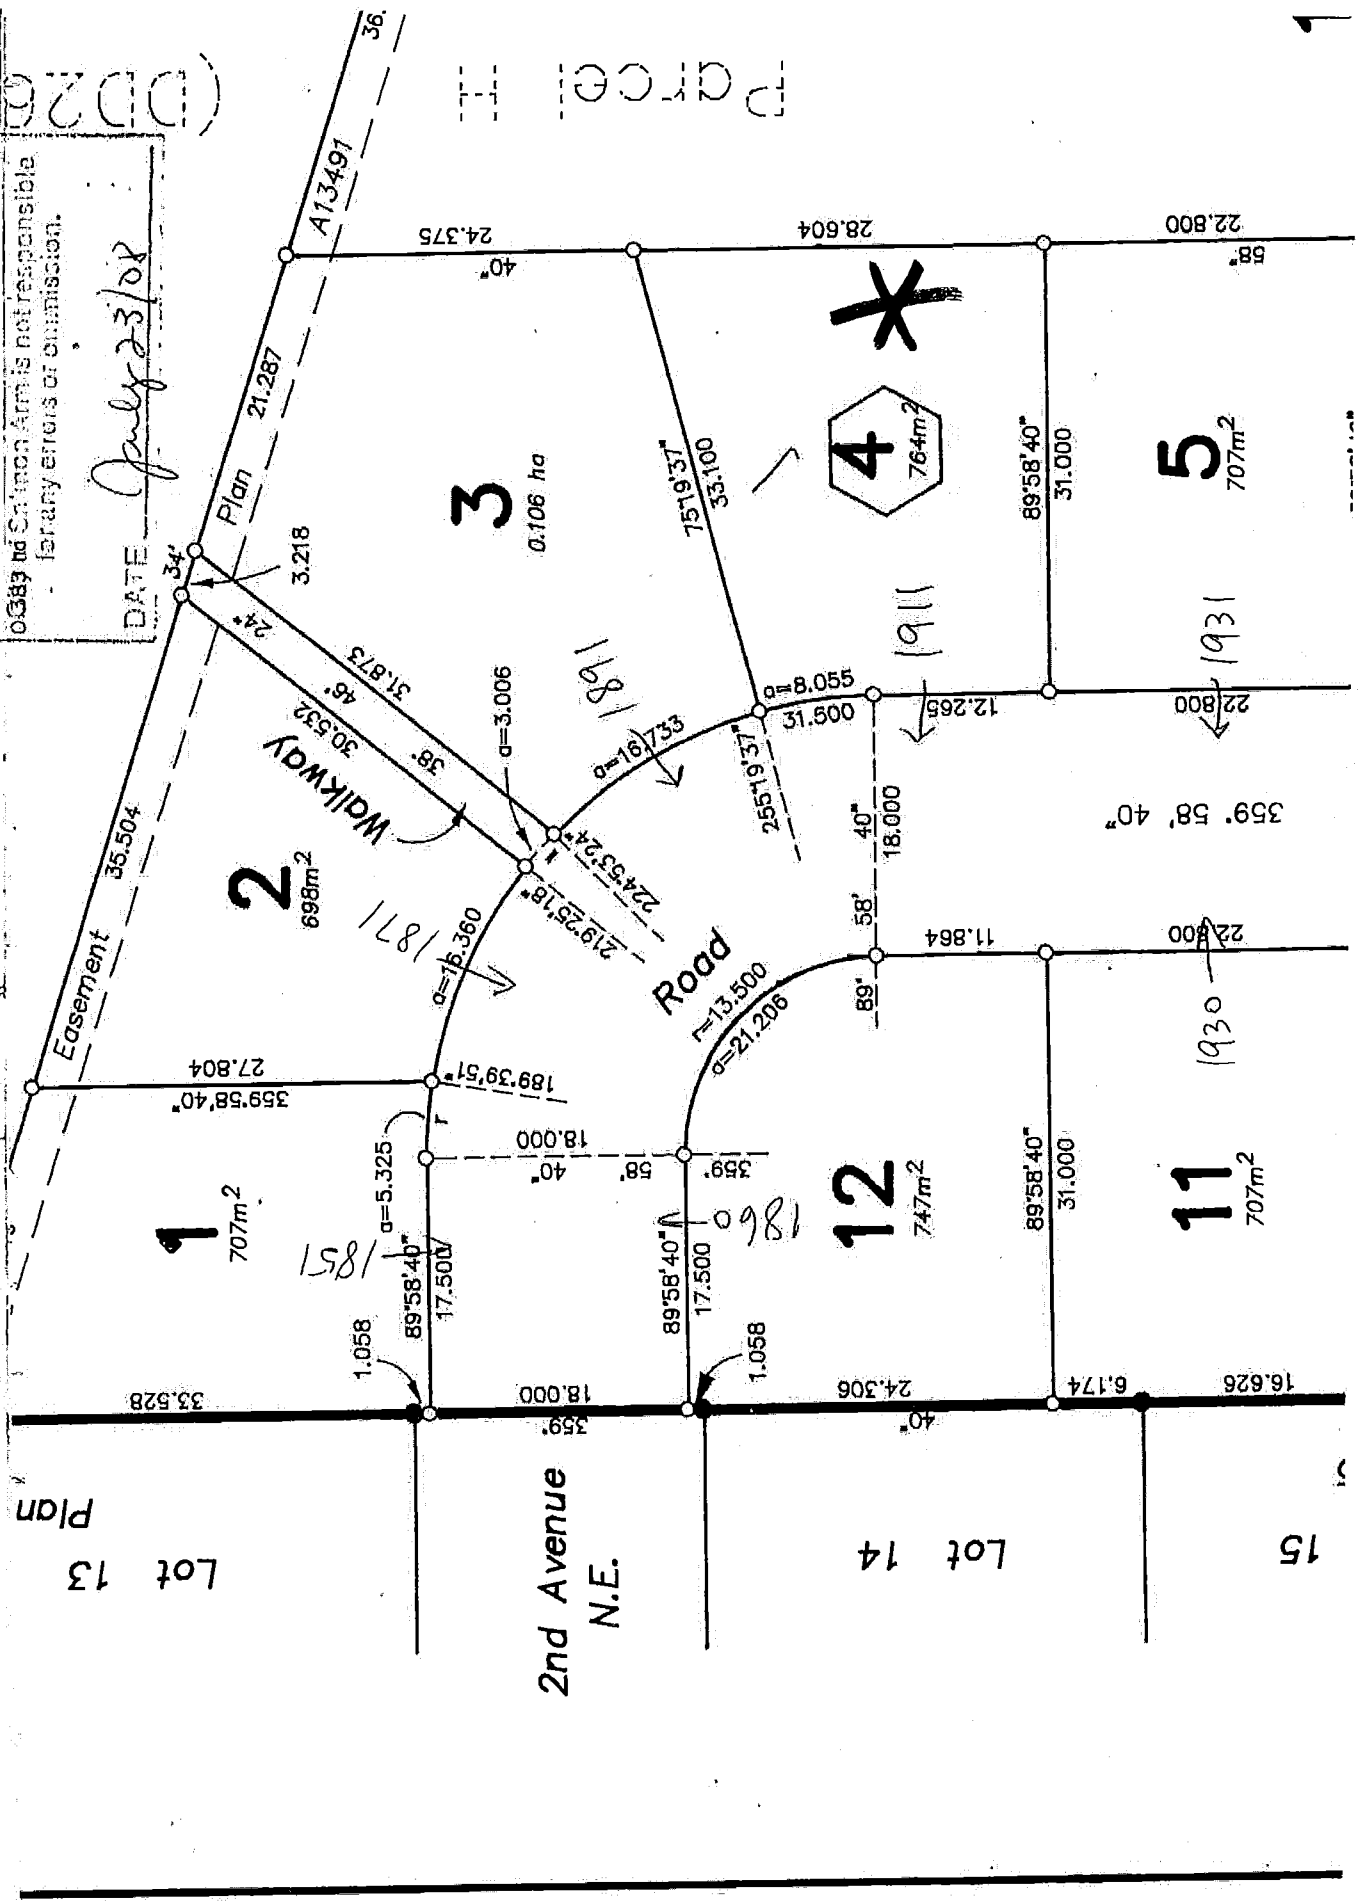 Parcel H
(DD26
Salmon Arm is not responsible
for any errors or ommission.
DATE
23/08
36.
A13491
Plan
Easement
21.287
34'
3.218
35.504
24.375
40"
28.604
22.800
58"
3
0.106 ha
75°19'37"
33.100
4
764m²
89°58'40"
31.000
5
707m²
24"
46'
38'
31.873
30.532
Walkway
a=3.006
1891
a=16.733
a=8.055
31.500
12.265
1911
22.800
1931
2
698m²
1871
a=16.360
219°25'18"
224°53'24"
r
255°19'37"
40"
18.000
58'
89°
359° 58' 40"
Road
r=13.500
a=21.206
11.864
22.800
1930
27.804
359°58'40"
189°39'51"
r
a=5.325
18.000
40"
58'
359°
1
707m²
1851
89°58'40"
17.500
1.058
1860
89°58'40"
17.500
1.058
12
747m²
89°58'40"
31.000
11
707m²
33.528
18.000
359°
24.306
40"
6.174
16.626
Plan
Lot 13
2nd Avenue
N.E.
Lot 14
15